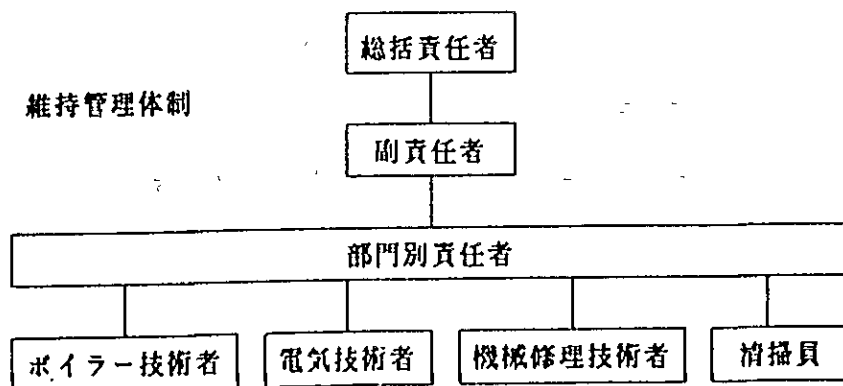 総括責任者
維持管理体制
副責任者
部門別責任者
ボイラー技術者 電気技術者 機械修理技術者 清掃員